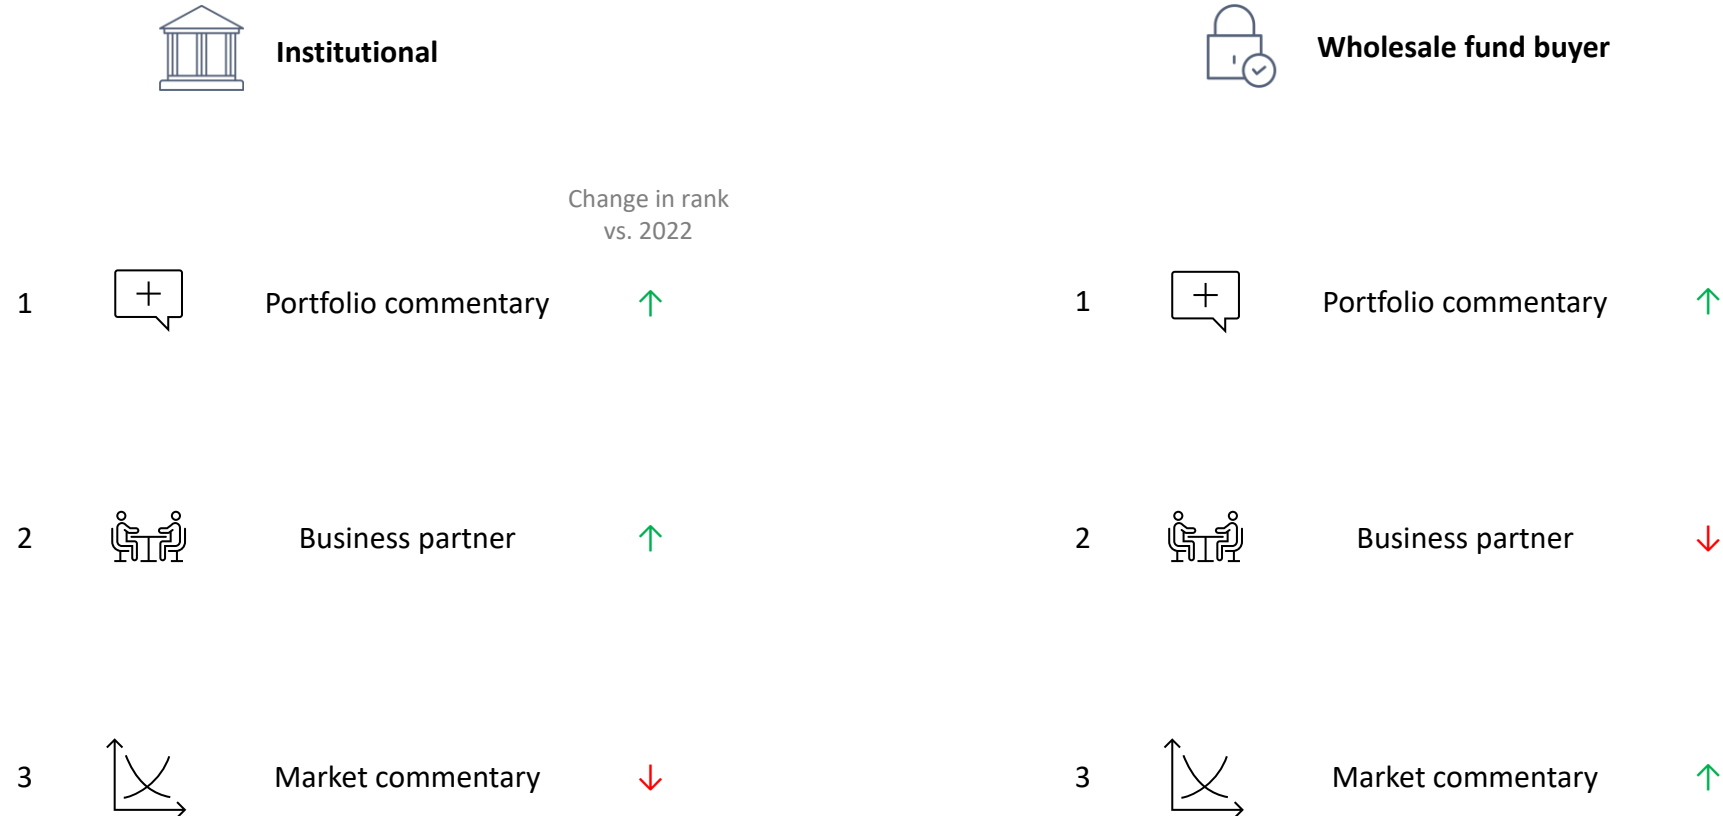 Institutional
Wholesale fund buyer
Change in rank
vs. 2022
1 Portfolio commentary ↑
1 Portfolio commentary ↑
2 Business partner ↑
2 Business partner ↓
3 Market commentary ↓
3 Market commentary ↑